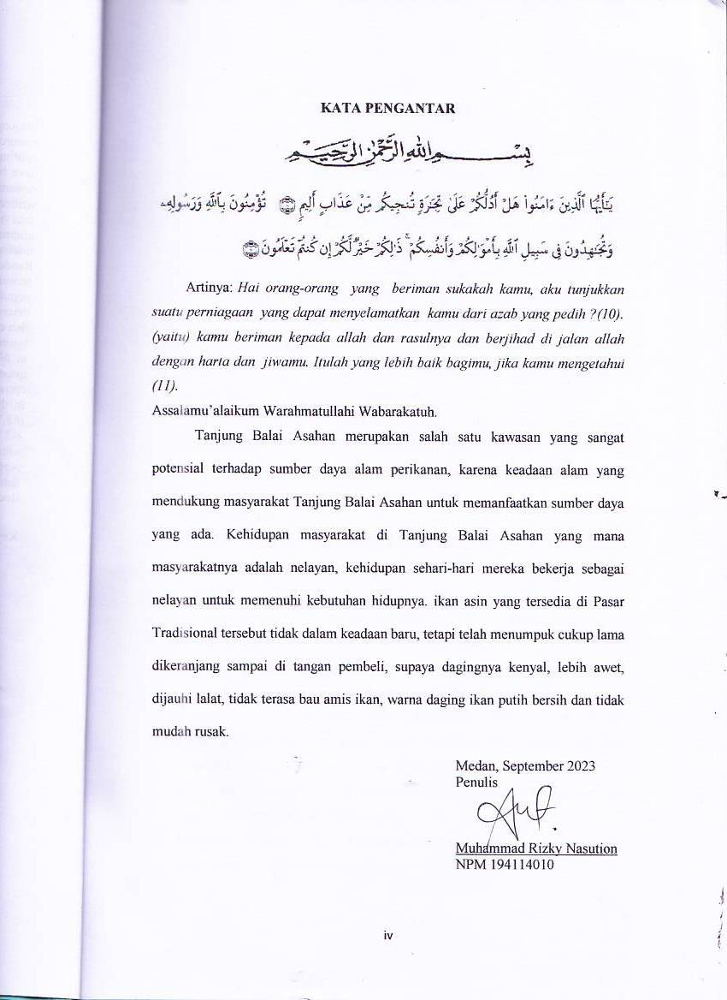 KATA PENGANTAR
بِسْمِ اللهِ الرَّحْمٰنِ الرَّحِيْمِ
يَٰٓأَيُّهَا ٱلَّذِينَ ءَامَنُوا۟ هَلْ أَدُلُّكُمْ عَلَىٰ تِجَٰرَةٍ تُنجِيكُم مِّنْ عَذَابٍ أَلِيمٍ ۝ تُؤْمِنُونَ بِٱللَّهِ وَرَسُولِهِۦ
وَتُجَٰهِدُونَ فِى سَبِيلِ ٱللَّهِ بِأَمْوَٰلِكُمْ وَأَنفُسِكُمْ ۚ ذَٰلِكُمْ خَيْرٌ لَّكُمْ إِن كُنتُمْ تَعْلَمُونَ ۝
Artinya: Hai orang-orang yang beriman sukakah kamu, aku tunjukkan
suatu perniagaan yang dapat menyelamatkan kamu dari azab yang pedih ?(10).
(yaitu) kamu beriman kepada allah dan rasulnya dan berjihad di jalan allah
dengan harta dan jiwamu. Itulah yang lebih baik bagimu, jika kamu mengetahui
(11).
Assalamu’alaikum Warahmatullahi Wabarakatuh.
Tanjung Balai Asahan merupakan salah satu kawasan yang sangat
potensial terhadap sumber daya alam perikanan, karena keadaan alam yang
mendukung masyarakat Tanjung Balai Asahan untuk memanfaatkan sumber daya
yang ada. Kehidupan masyarakat di Tanjung Balai Asahan yang mana
masyarakatnya adalah nelayan, kehidupan sehari-hari mereka bekerja sebagai
nelayan untuk memenuhi kebutuhan hidupnya. ikan asin yang tersedia di Pasar
Tradisional tersebut tidak dalam keadaan baru, tetapi telah menumpuk cukup lama
dikeranjang sampai di tangan pembeli, supaya dagingnya kenyal, lebih awet,
dijauhi lalat, tidak terasa bau amis ikan, warna daging ikan putih bersih dan tidak
mudah rusak.
Medan, September 2023
Penulis
Muhammad Rizky Nasution
NPM 194114010
iv